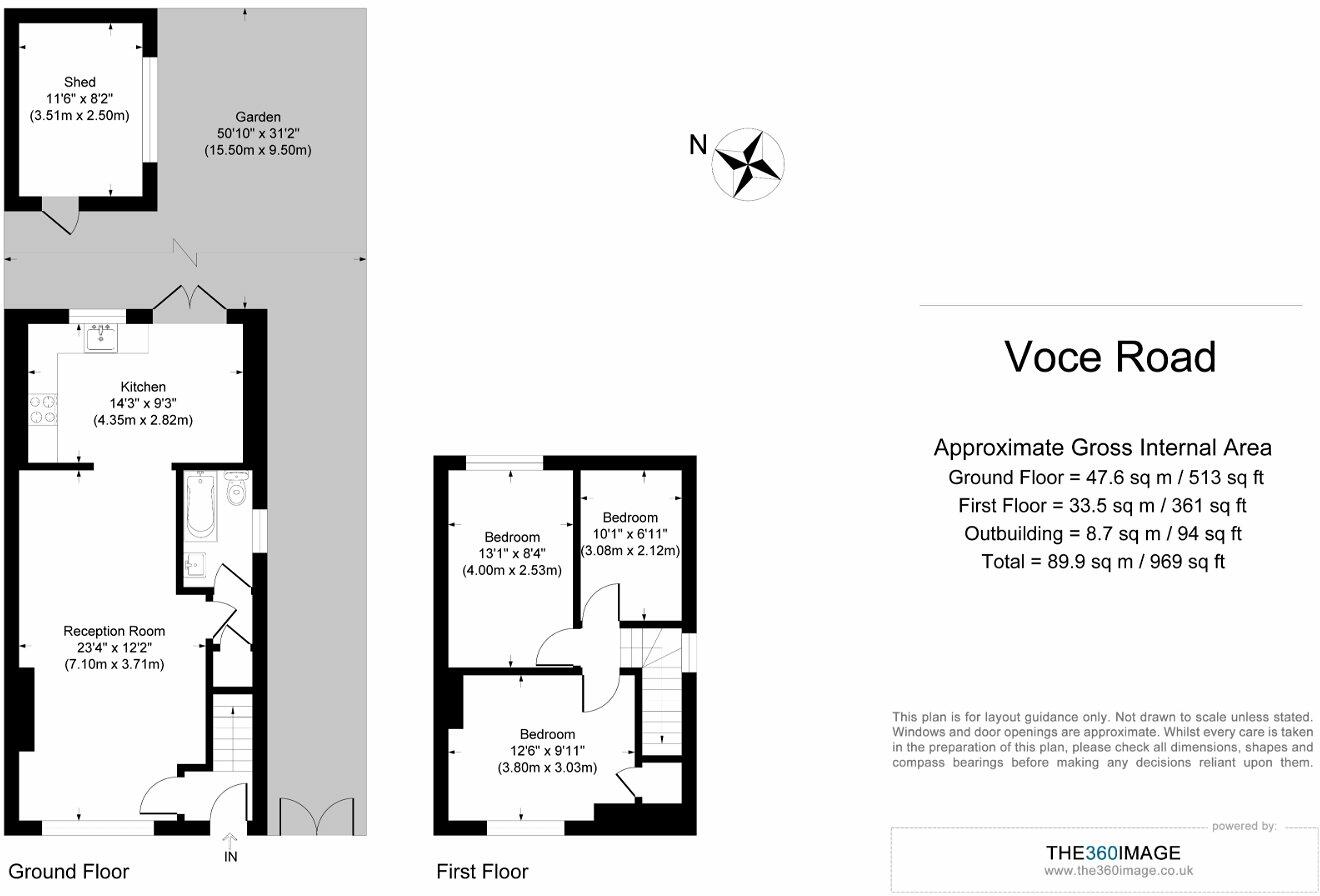 Shed
11'6" x 8'2"
(3.51m x 2.50m)
Garden
50'10" x 31'2"
(15.50m x 9.50m)
N
Kitchen
14'3" x 9'3"
(4.35m x 2.82m)
Reception Room
23'4" x 12'2"
(7.10m x 3.71m)
IN
Ground Floor
Bedroom
13'1" x 8'4"
(4.00m x 2.53m)
Bedroom
10'1" x 6'11"
(3.08m x 2.12m)
Bedroom
12'6" x 9'11"
(3.80m x 3.03m)
First Floor
Voce Road
Approximate Gross Internal Area
Ground Floor = 47.6 sq m / 513 sq ft
First Floor = 33.5 sq m / 361 sq ft
Outbuilding = 8.7 sq m / 94 sq ft
Total = 89.9 sq m / 969 sq ft
This plan is for layout guidance only. Not drawn to scale unless stated.
Windows and door openings are approximate. Whilst every care is taken
in the preparation of this plan, please check all dimensions, shapes and
compass bearings before making any decisions reliant upon them.
powered by:
THE360IMAGE
www.the360image.co.uk